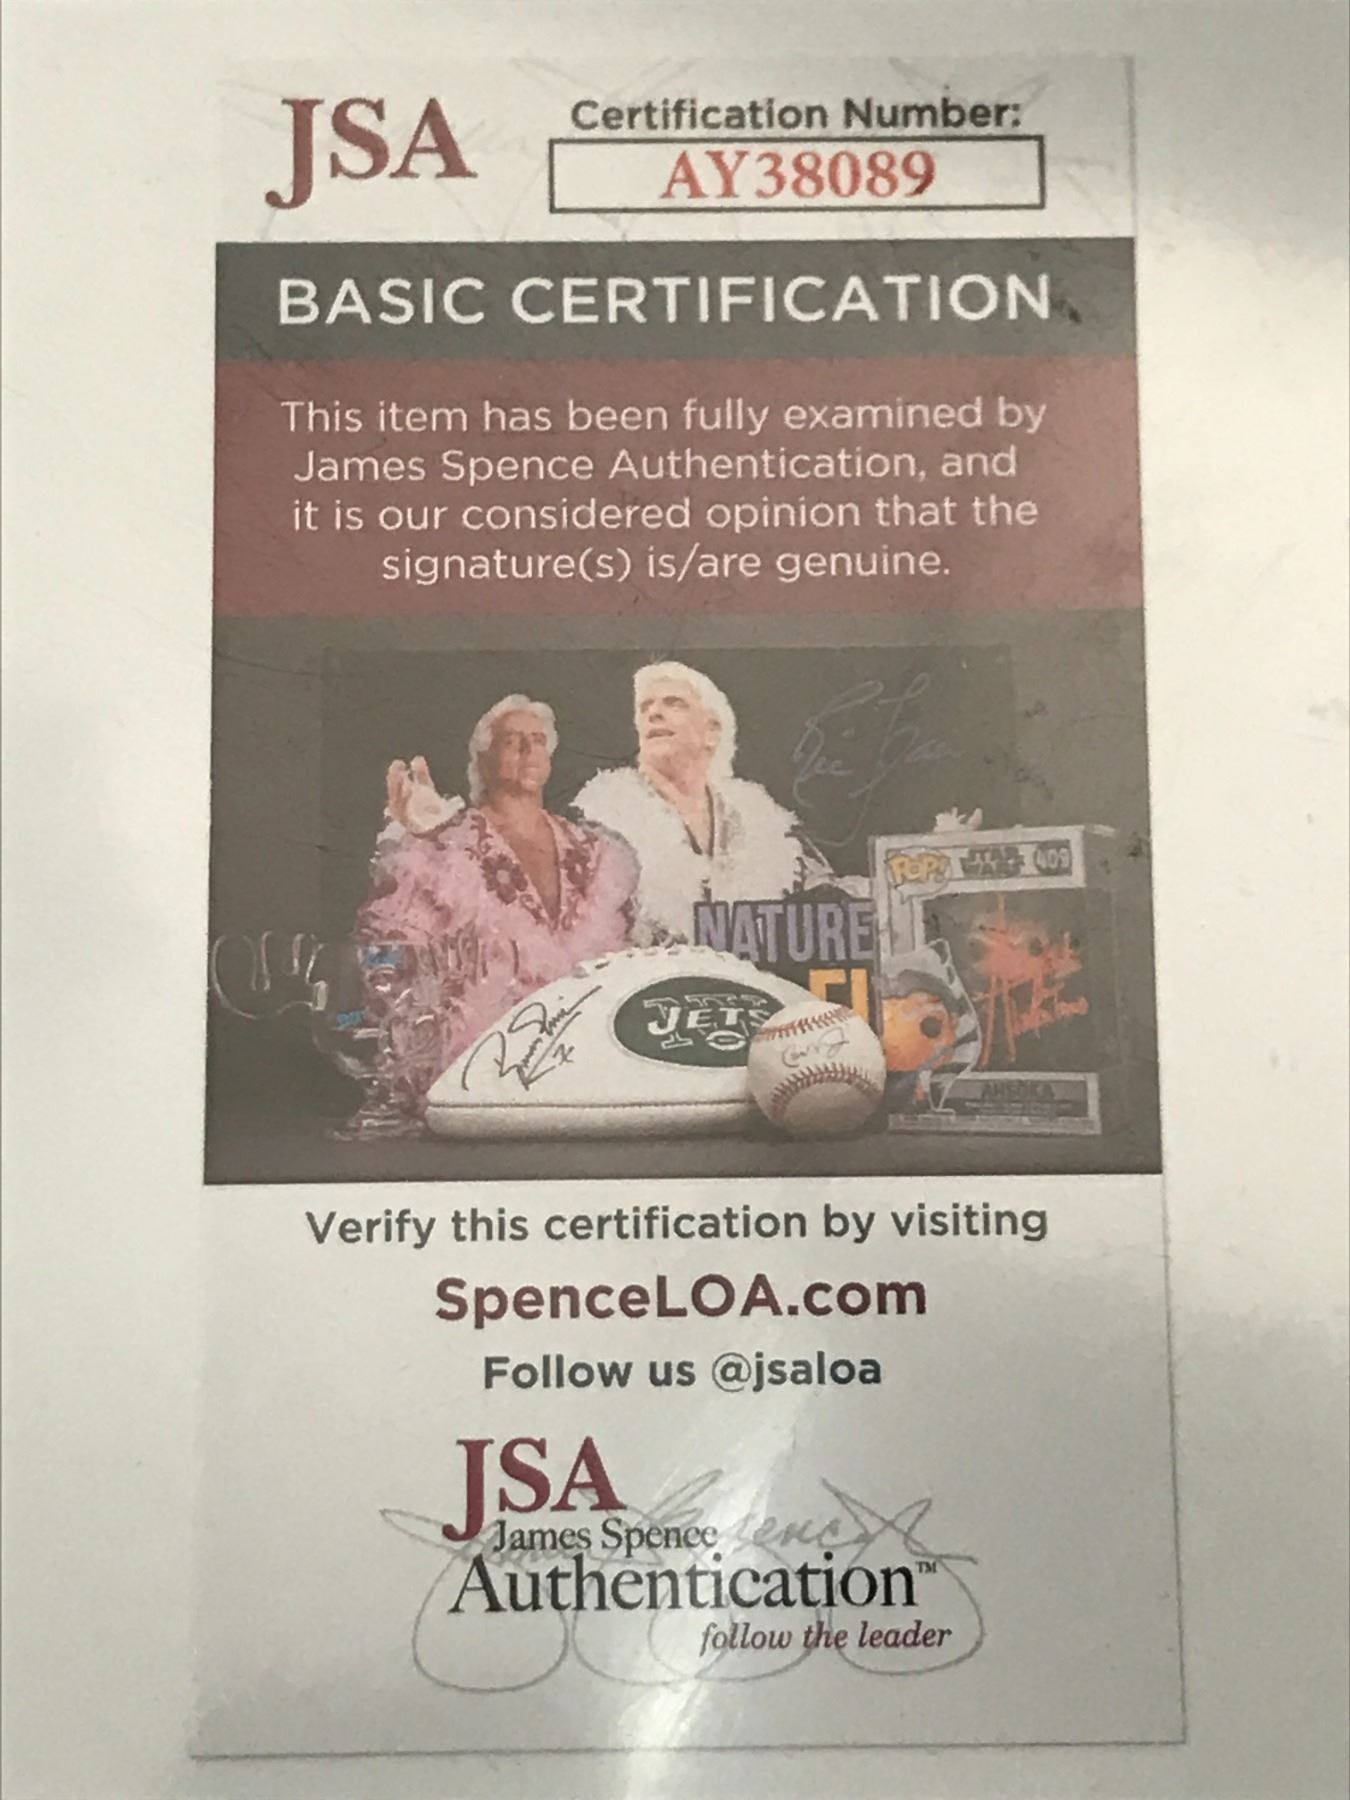 JSA
Certification Number:
AY38089
BASIC CERTIFICATION
This item has been fully examined by
James Spence Authentication, and
it is our considered opinion that the
signature(s) is/are genuine.
POP! STAR WARS 409
NATURE
JETS
AHSOKA
Verify this certification by visiting
SpenceLOA.com
Follow us @jsaloa
JSA
James Spence
Authentication™
follow the leader